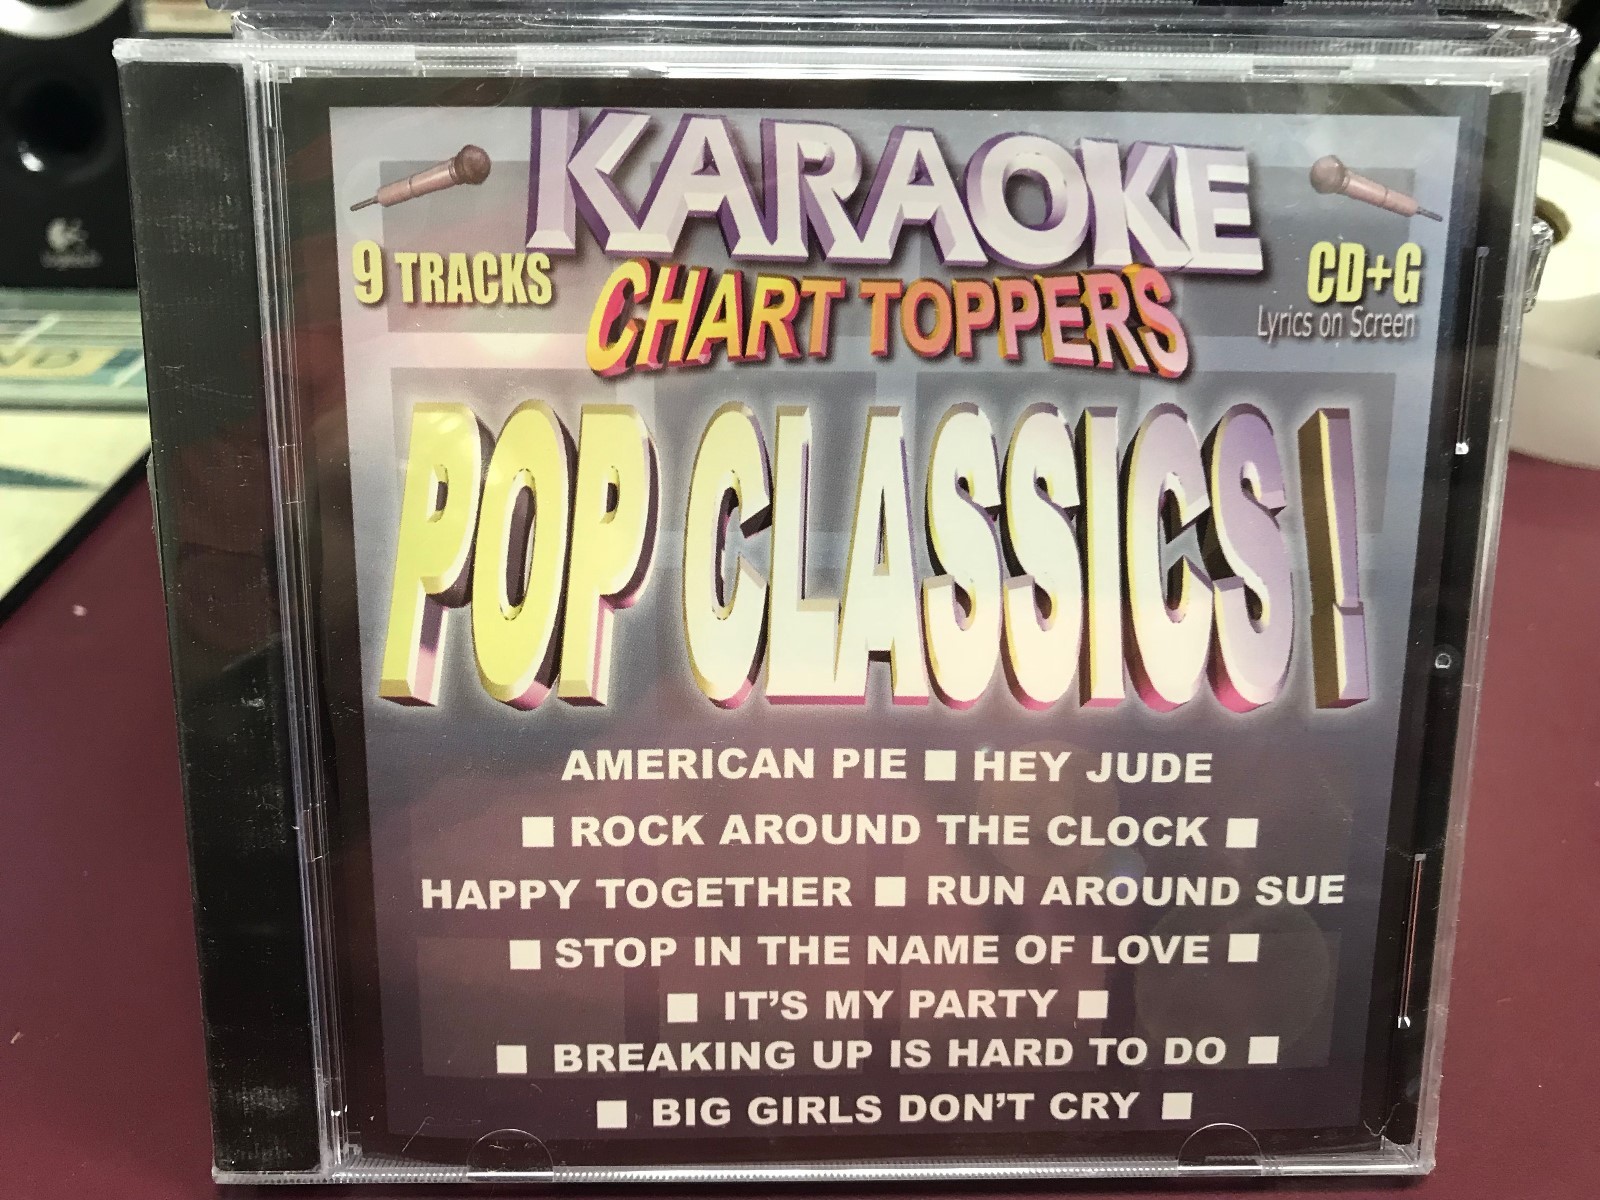 KARAOKE
9 TRACKS
CHART TOPPERS
CD+G
Lyrics on Screen
POP CLASSICS!
AMERICAN PIE ■ HEY JUDE
■ ROCK AROUND THE CLOCK ■
HAPPY TOGETHER ■ RUN AROUND SUE
■ STOP IN THE NAME OF LOVE ■
■ IT'S MY PARTY ■
■ BREAKING UP IS HARD TO DO ■
■ BIG GIRLS DON'T CRY ■